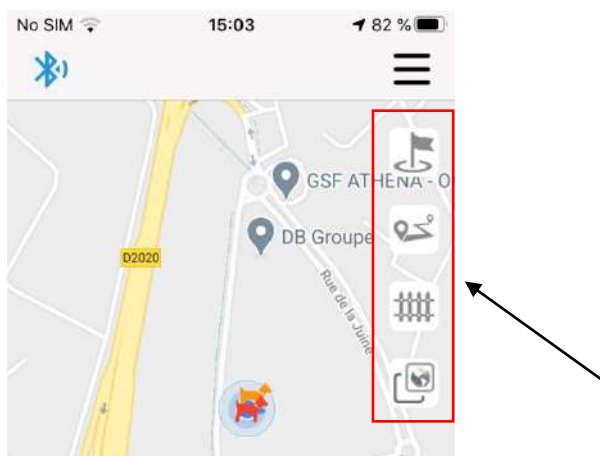 No SIM 15:03 82 %
GSF ATHENA - O
DB Groupe
D2020
Rue de la Juine